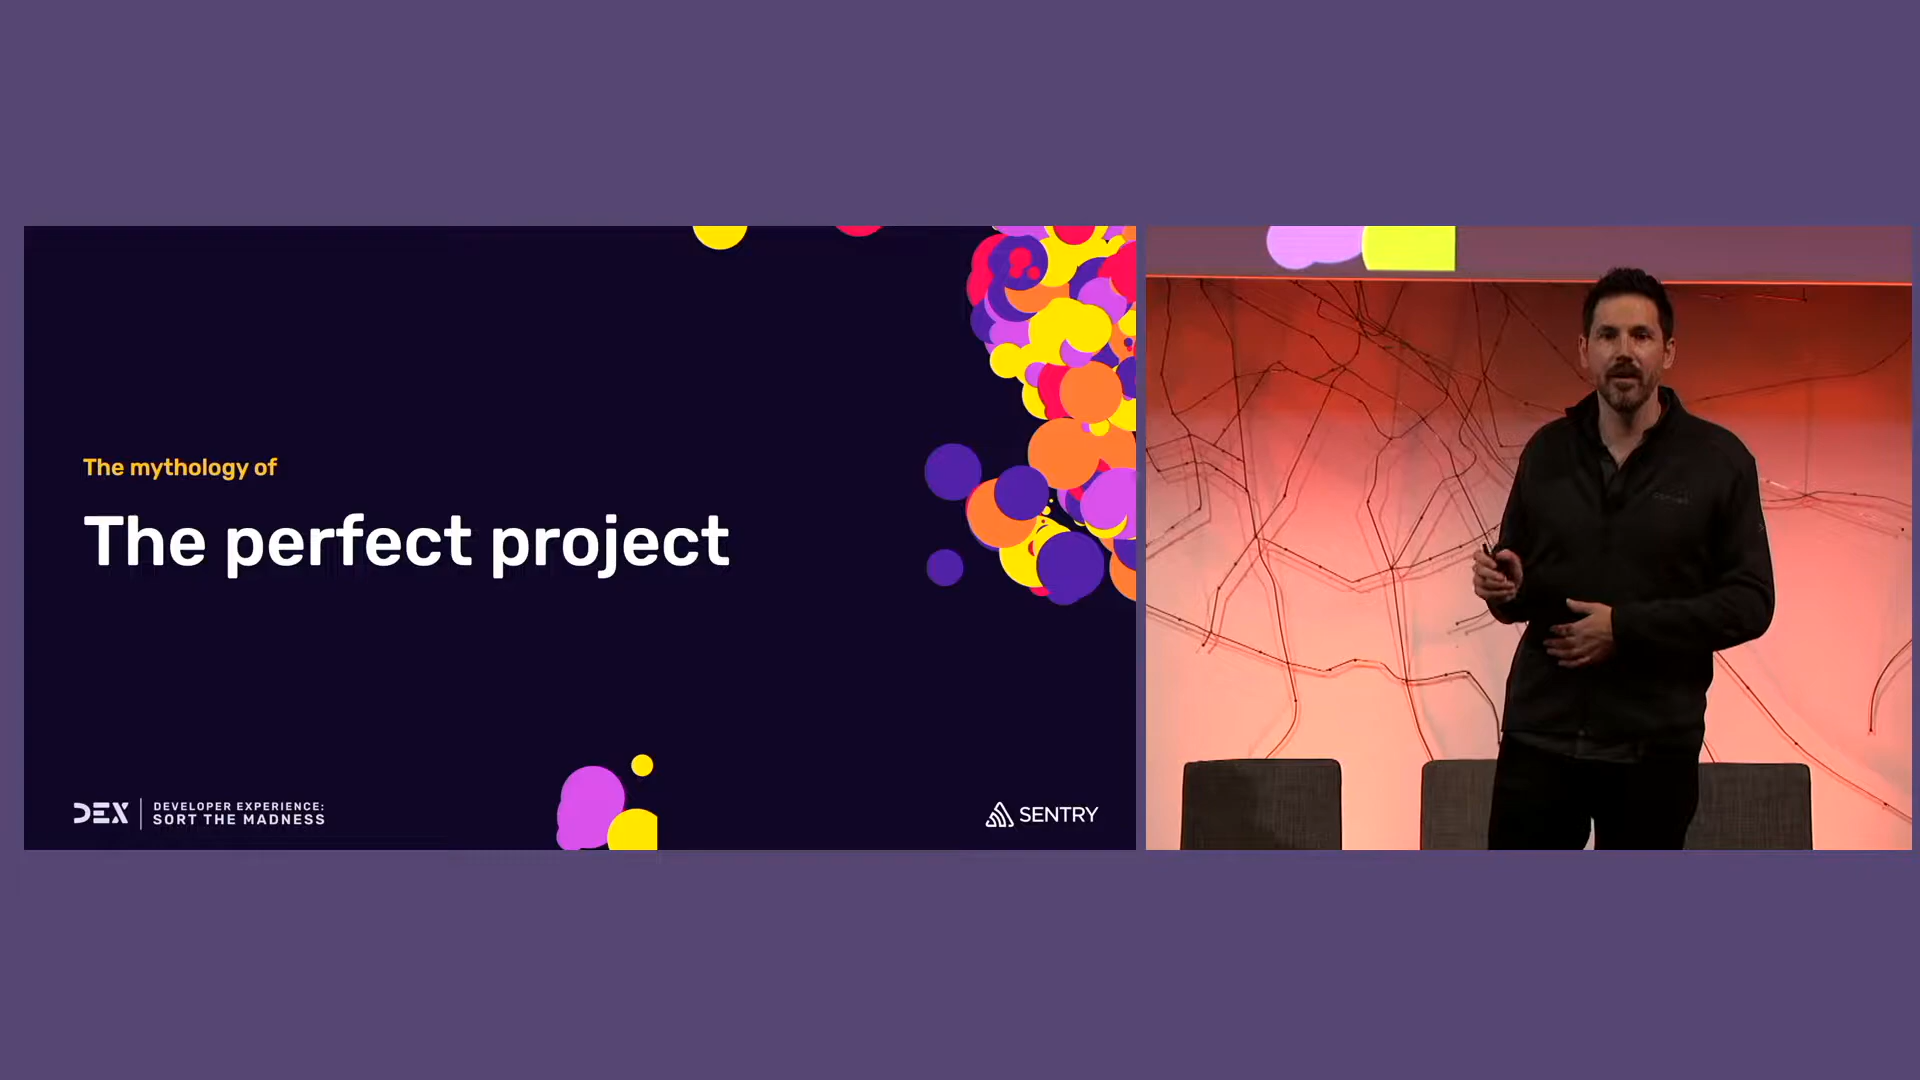 The mythology of
The perfect project
DEX
DEVELOPER EXPERIENCE:
SORT THE MADNESS
SENTRY